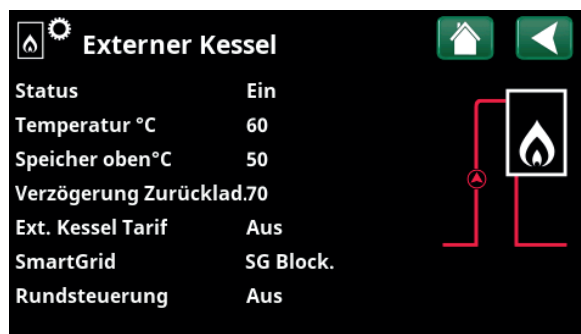 Externer Kessel
Status Ein
Temperatur °C 60
Speicher oben°C 50
Verzögerung Zurücklad.70
Ext. Kessel Tarif Aus
SmartGrid SG Block.
Rundsteuerung Aus